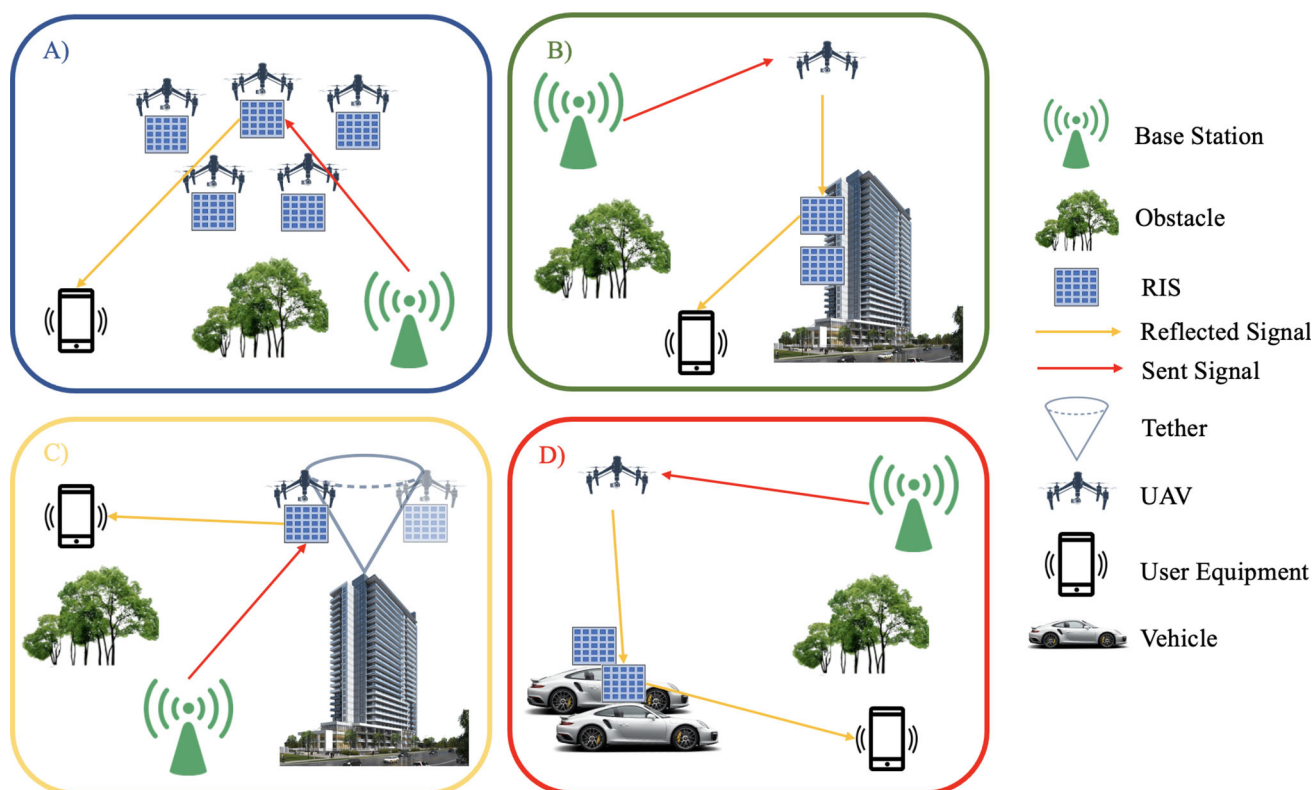 A)
B)
C)
D)
Base Station
Obstacle
RIS
Reflected Signal
Sent Signal
Tether
UAV
User Equipment
Vehicle